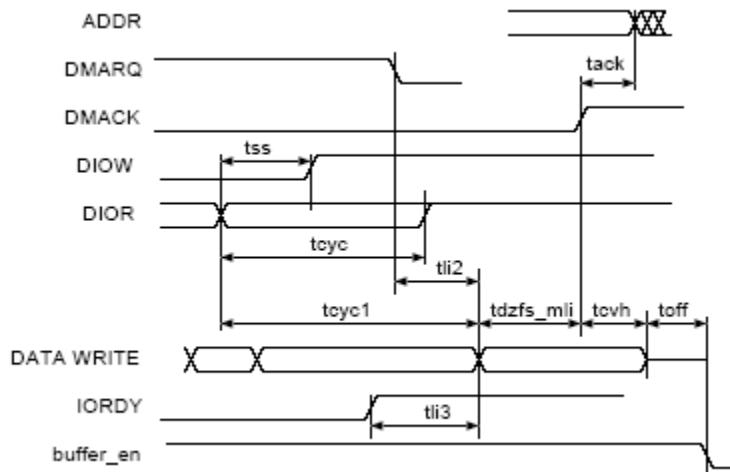 ADDR
DMARQ
tack
DMACK
tss
DIOW
DIOR
tcyc
tli2
tcyc1
tdzfs_mli
tcvh
toff
DATA WRITE
IORDY
tli3
buffer_en